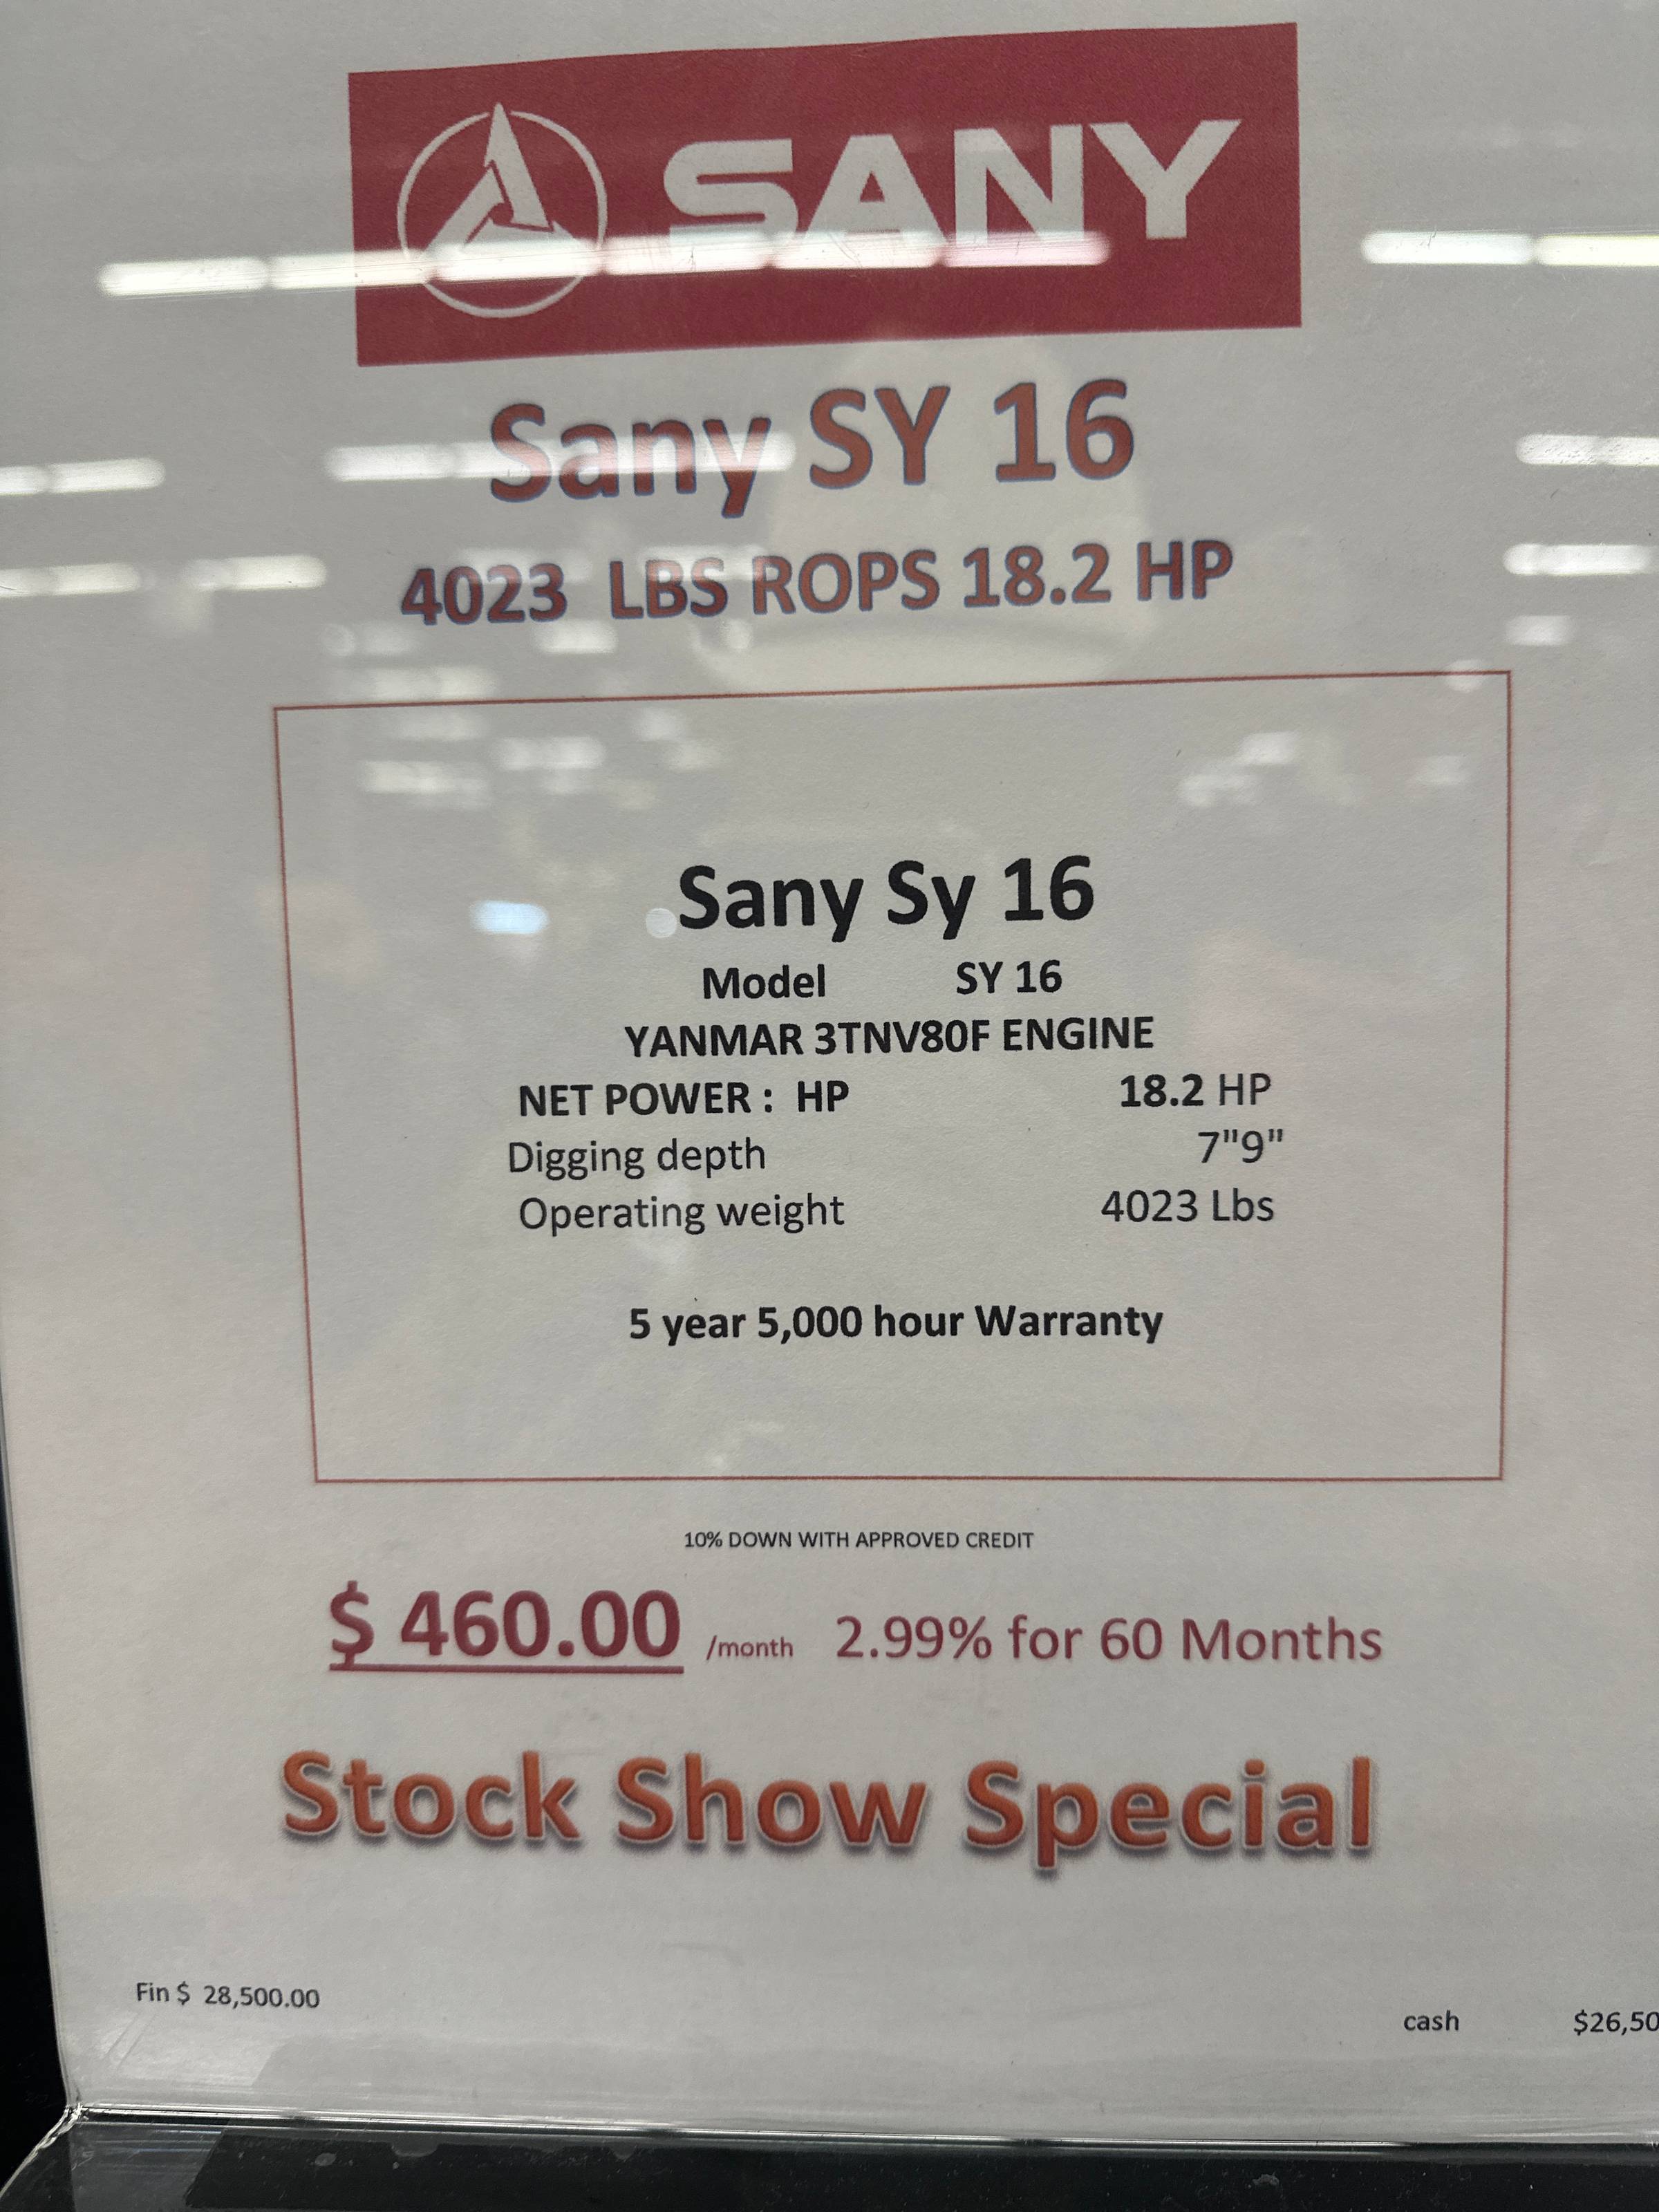 SANY
Sany SY 16
4023 LBS ROPS 18.2 HP
Sany Sy 16
Model SY 16
YANMAR 3TNV80F ENGINE
NET POWER : HP 18.2 HP
Digging depth 7"9"
Operating weight 4023 Lbs
5 year 5,000 hour Warranty
10% DOWN WITH APPROVED CREDIT
$ 460.00 /month 2.99% for 60 Months
Stock Show Special
Fin $ 28,500.00
cash $26,50